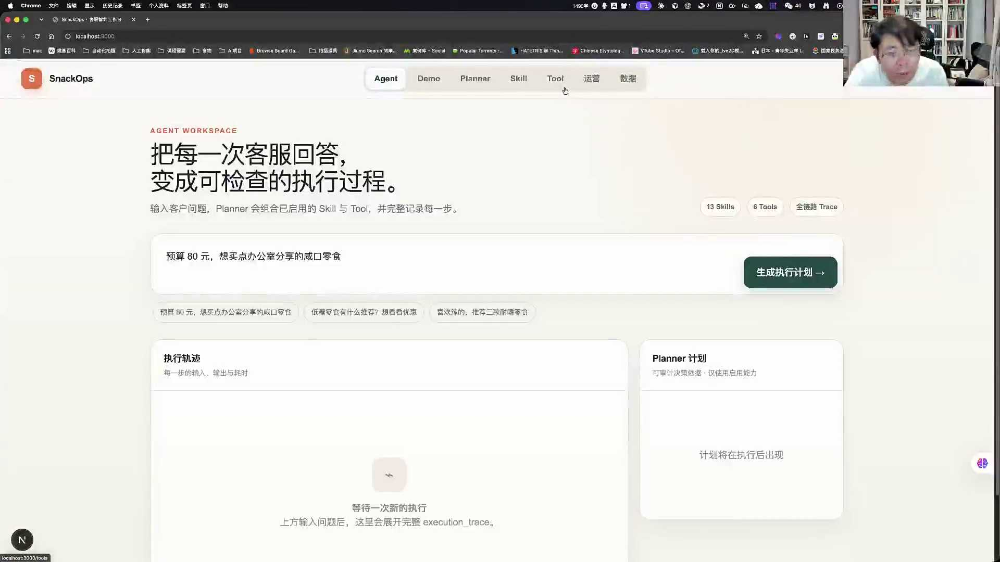 Chrome 文件 编辑 显示 历史记录 书签 个人资料 标签页 窗口 帮助 1490字 1 2 40
SnackOps · 客服智能工作台
localhost:3000
mac 维基百科 自动化拍摄 人工智能 课程需要 食物 AI项目 Browse Board Ga... 拍摄道具 Jiumo Search 鸠摩... 案例库 – Social Popular Torrents -... HATETRIS @ Thin... Chinese Etymolog... VTube Studio – Of... 载入你的Live2D模... 日本 - 青年失业率 |... 国家税务总
S SnackOps
Agent Demo Planner Skill Tool 运营 数据
AGENT WORKSPACE
把每一次客服回答，
变成可检查的执行过程。
输入客户问题，Planner 会组合已启用的 Skill 与 Tool，并完整记录每一步。
13 Skills 6 Tools 全链路 Trace
预算 80 元，想买点办公室分享的咸口零食
生成执行计划 →
预算 80 元，想买点办公室分享的咸口零食 低糖零食有什么推荐？想看看优惠 喜欢辣的，推荐三款耐嚼零食
执行轨迹
每一步的输入、输出与耗时
Planner 计划
可审计决策依据 · 仅使用启用能力
计划将在执行后出现
等待一次新的执行
上方输入问题后，这里会展开完整 execution_trace。
N
localhost:3000/tools